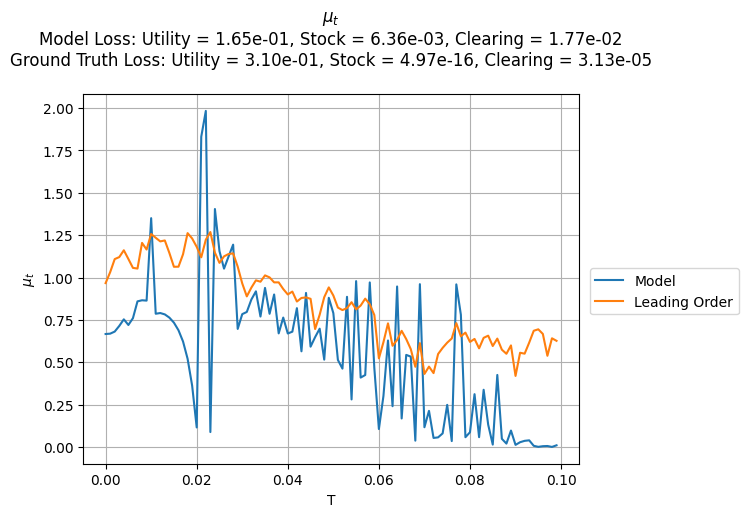 μₜ
Model Loss: Utility = 1.65e-01, Stock = 6.36e-03, Clearing = 1.77e-02
Ground Truth Loss: Utility = 3.10e-01, Stock = 4.97e-16, Clearing = 3.13e-05
2.00
1.75
1.50
1.25
1.00
0.75
0.50
0.25
0.00
μₜ
0.00 0.02 0.04 0.06 0.08 0.10
T
Model
Leading Order